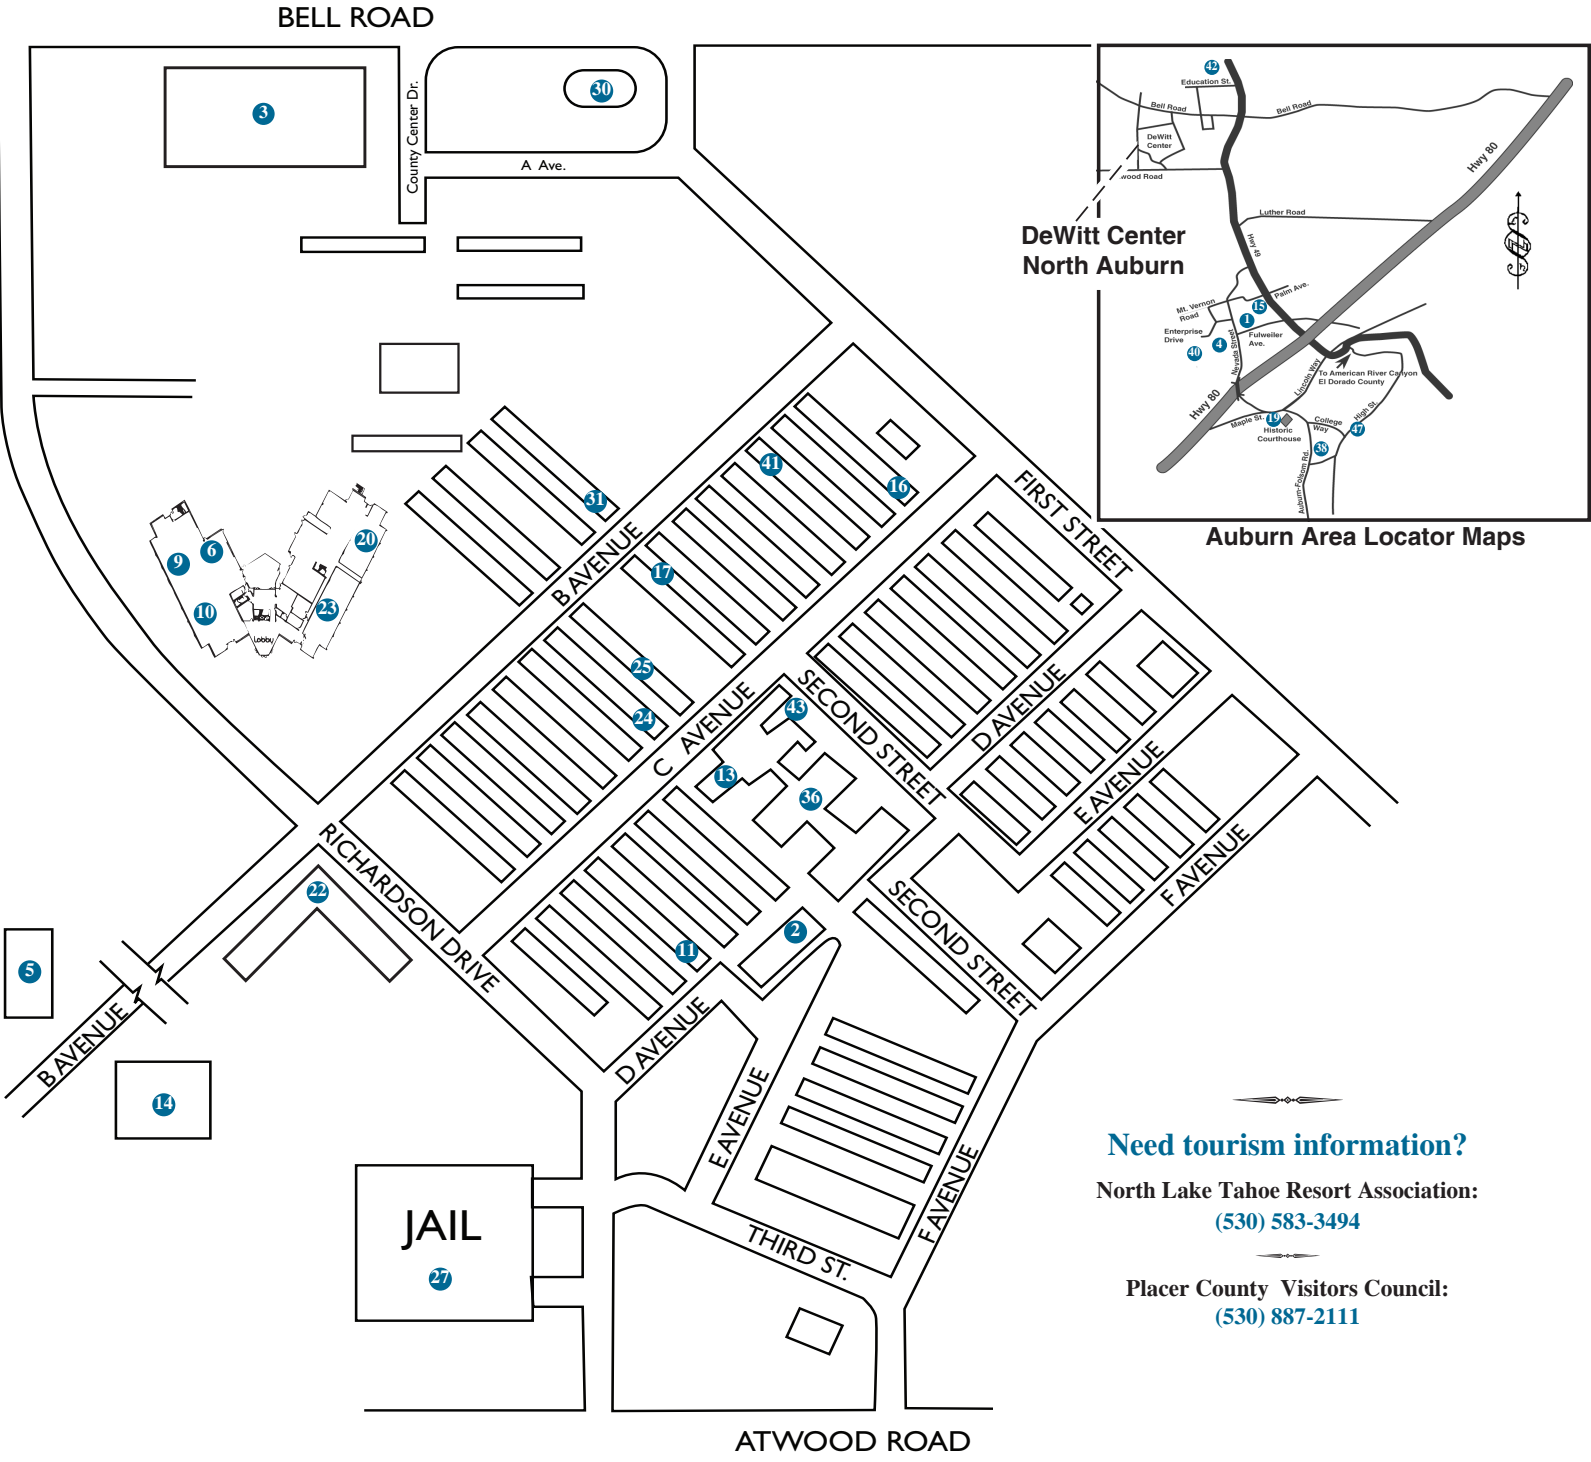 BELL ROAD
3
County Center Dr.
30
A Ave.
31
41
16
B AVENUE
FIRST STREET
17
9
6
20
10
23
Lobby
25
24
C AVENUE
SECOND STREET
D AVENUE
43
13
36
E AVENUE
F AVENUE
RICHARDSON DRIVE
22
SECOND STREET
2
11
5
B AVENUE
D AVENUE
14
E AVENUE
F AVENUE
THIRD ST.
JAIL
27
ATWOOD ROAD
42
Education St.
Bell Road
Bell Road
DeWitt
Center
wood Road
Hwy 80
Luther Road
DeWitt Center
North Auburn
Hwy 49
Palm Ave.
Mt. Vernon
Road
15
1
Enterprise
Drive
4
40
Nevada Street
Fulweiler
Ave.
To American River Canyon
El Dorado County
Lincoln Way
Hwy 80
Maple St.
19
Historic
Courthouse
College
Way
High St.
47
38
Auburn-Folsom Rd.
Auburn Area Locator Maps
Need tourism information?
North Lake Tahoe Resort Association:
(530) 583-3494
Placer County Visitors Council:
(530) 887-2111